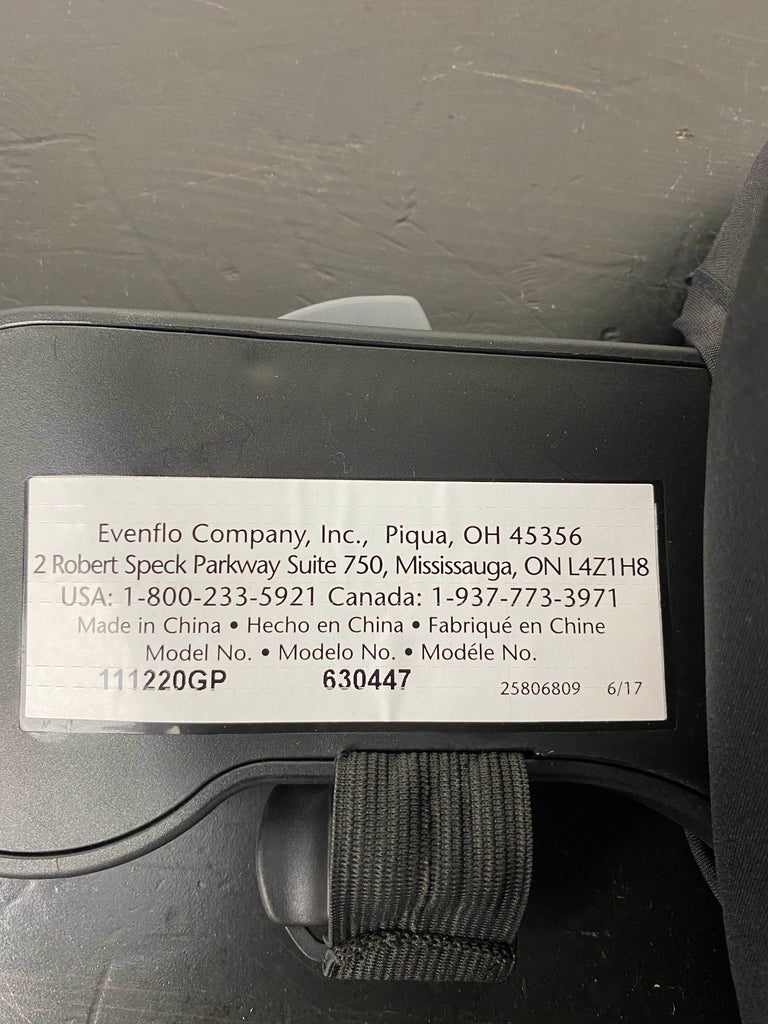 Evenflo Company, Inc., Piqua, OH 45356
2 Robert Speck Parkway Suite 750, Mississauga, ON L4Z1H8
USA: 1-800-233-5921 Canada: 1-937-773-3971
Made in China • Hecho en China • Fabriqué en Chine
Model No. • Modelo No. • Modéle No.
111220GP 630447 25806809 6/17